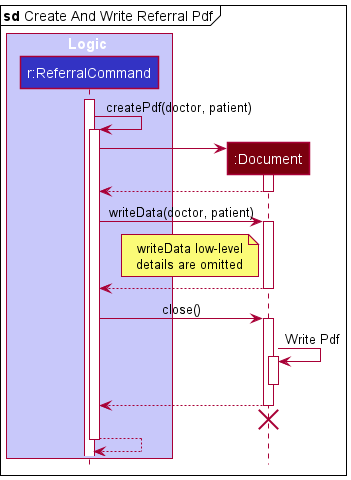 sd Create And Write Referral Pdf
Logic
r:ReferralCommand
createPdf(doctor, patient)
:Document
writeData(doctor, patient)
writeData low-level
details are omitted
close()
Write Pdf